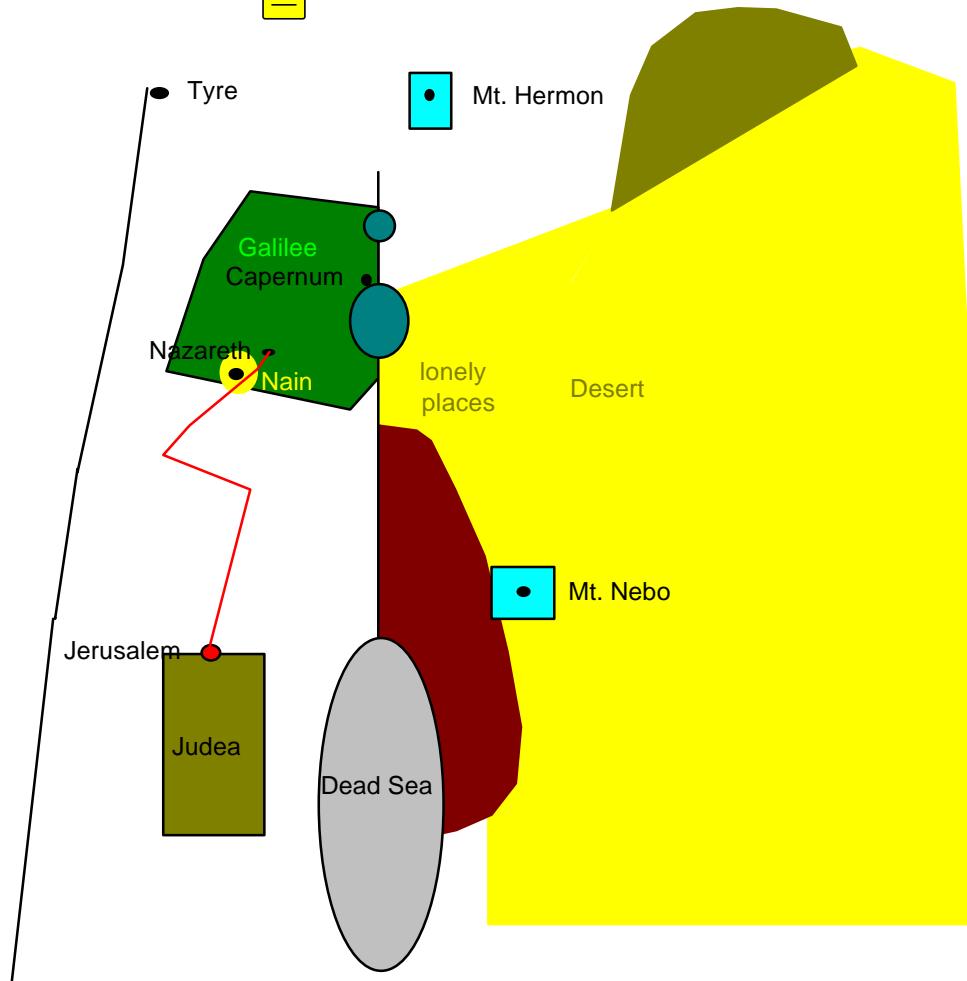 Tyre
Mt. Hermon
Galilee
Capernum
Nazareth
Nain
lonely
places
Desert
Mt. Nebo
Jerusalem
Judea
Dead Sea